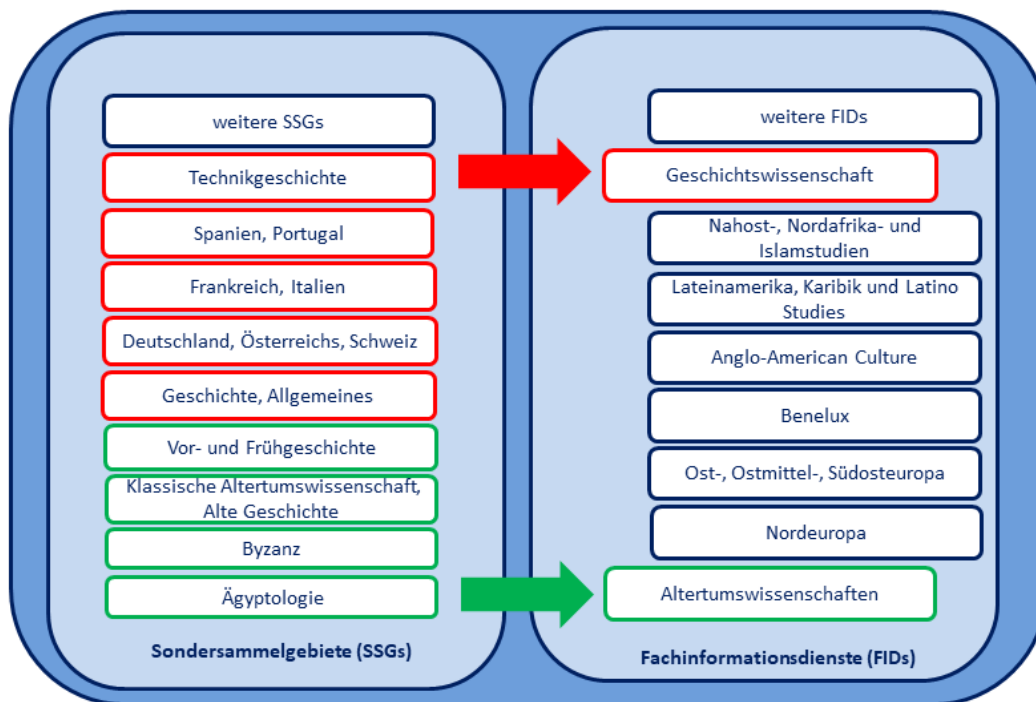 weitere SSGs
Technikgeschichte
Spanien, Portugal
Frankreich, Italien
Deutschland, Österreichs, Schweiz
Geschichte, Allgemeines
Vor- und Frühgeschichte
Klassische Altertumswissenschaft,
Alte Geschichte
Byzanz
Ägyptologie
Sondersammelgebiete (SSGs)
weitere FIDs
Geschichtswissenschaft
Nahost-, Nordafrika- und
Islamstudien
Lateinamerika, Karibik und Latino
Studies
Anglo-American Culture
Benelux
Ost-, Ostmittel-, Südosteuropa
Nordeuropa
Altertumswissenschaften
Fachinformationsdienste (FIDs)